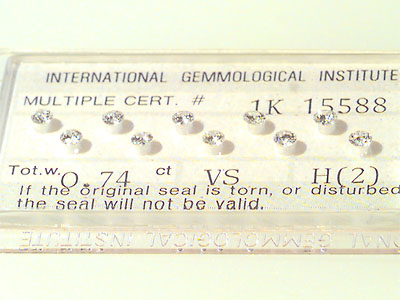 INTERNATIONAL GEMMOLOGICAL INSTITUTE
MULTIPLE CERT. # 1K 15588
Tot.w. 0.74 ct VS H(2)
If the original seal is torn, or disturbed
the seal will not be valid.